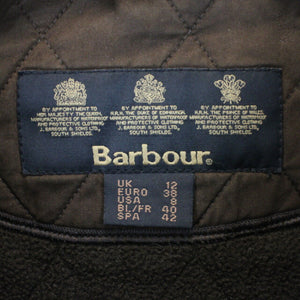 BY APPOINTMENT TO
HER MAJESTY THE QUEEN
MANUFACTURERS OF WATERPROOF
AND PROTECTIVE CLOTHING
J. BARBOUR & SONS LTD.,
SOUTH SHIELDS.
BY APPOINTMENT TO
H.R.H. THE DUKE OF EDINBURGH
MANUFACTURERS OF WATERPROOF
AND PROTECTIVE CLOTHING
J. BARBOUR & SONS LTD.,
SOUTH SHIELDS.
BY APPOINTMENT TO
H.R.H. THE PRINCE OF WALES
MANUFACTURERS OF WATERPROOF
AND PROTECTIVE CLOTHING
J. BARBOUR & SONS LTD.,
SOUTH SHIELDS.
Barbour®
UK 12
EURO 38
USA 8
BL/FR 40
SPA 42